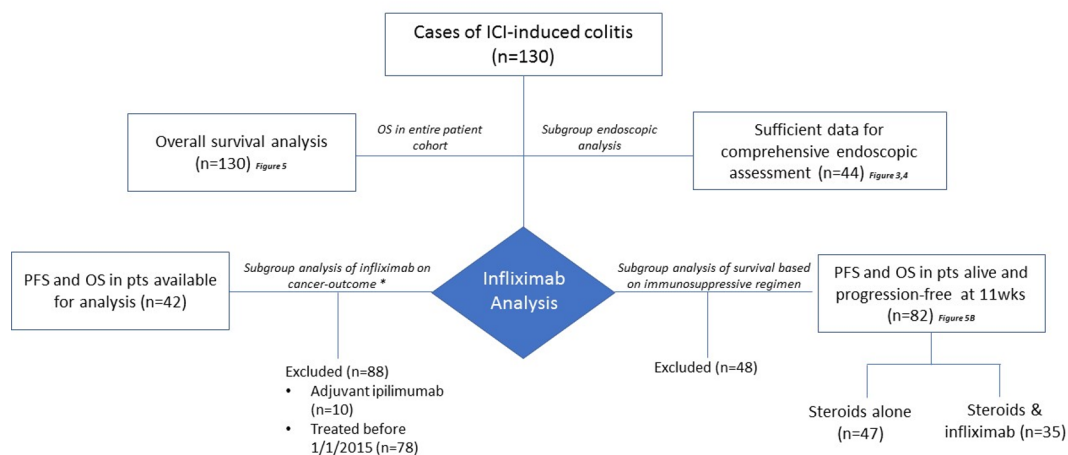 Cases of ICI-induced colitis
(n=130)
Overall survival analysis
(n=130) Figure 5
OS in entire patient
cohort
Subgroup endoscopic
analysis
Sufficient data for
comprehensive endoscopic
assessment (n=44) Figure 3,4
PFS and OS in pts available
for analysis (n=42)
Subgroup analysis of infliximab on
cancer-outcome *
Infliximab
Analysis
Subgroup analysis of survival based
on immunosuppressive regimen
PFS and OS in pts alive and
progression-free at 11wks
(n=82) Figure 5B
Excluded (n=88)
• Adjuvant ipilimumab
(n=10)
• Treated before
1/1/2015 (n=78)
Excluded (n=48)
Steroids alone
(n=47)
Steroids &
infliximab (n=35)